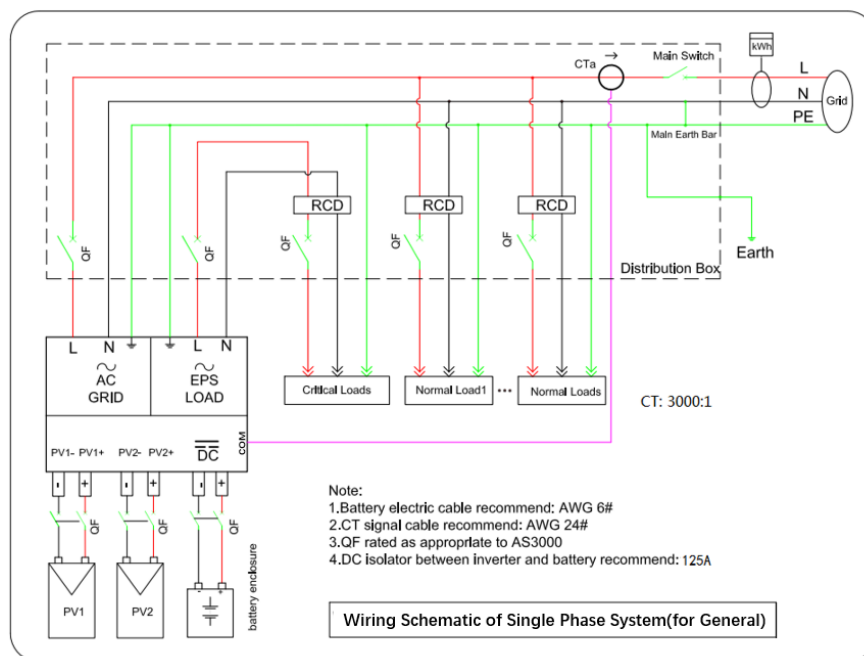 kWh
CTa
Main Switch
L
N
PE
Grid
Main Earth Bar
RCD
RCD
RCD
QF
QF
QF
QF
QF
Earth
Distribution Box
L
N
L
N
AC
GRID
EPS
LOAD
Critical Loads
Normal Load1
•••
Normal Loads
CT: 3000:1
PV1-
PV1+
PV2-
PV2+
DC
COM
-
+
-
+
-
+
QF
QF
QF
PV1
PV2
-
+
battery enclosure
Note:
1.Battery electric cable recommend: AWG 6#
2.CT signal cable recommend: AWG 24#
3.QF rated as appropriate to AS3000
4.DC isolator between inverter and battery recommend: 125A
Wiring Schematic of Single Phase System(for General)